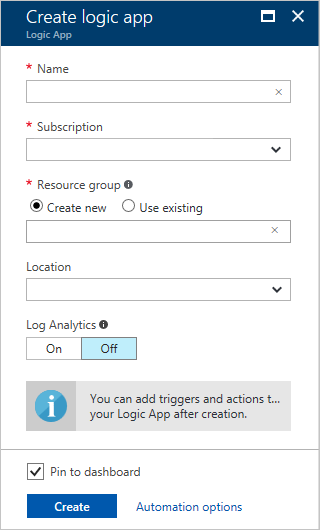 Create logic app
Logic App
* Name
* Subscription
* Resource group
Create new Use existing
Location
Log Analytics
On Off
You can add triggers and actions t...
your Logic App after creation.
Pin to dashboard
Create Automation options